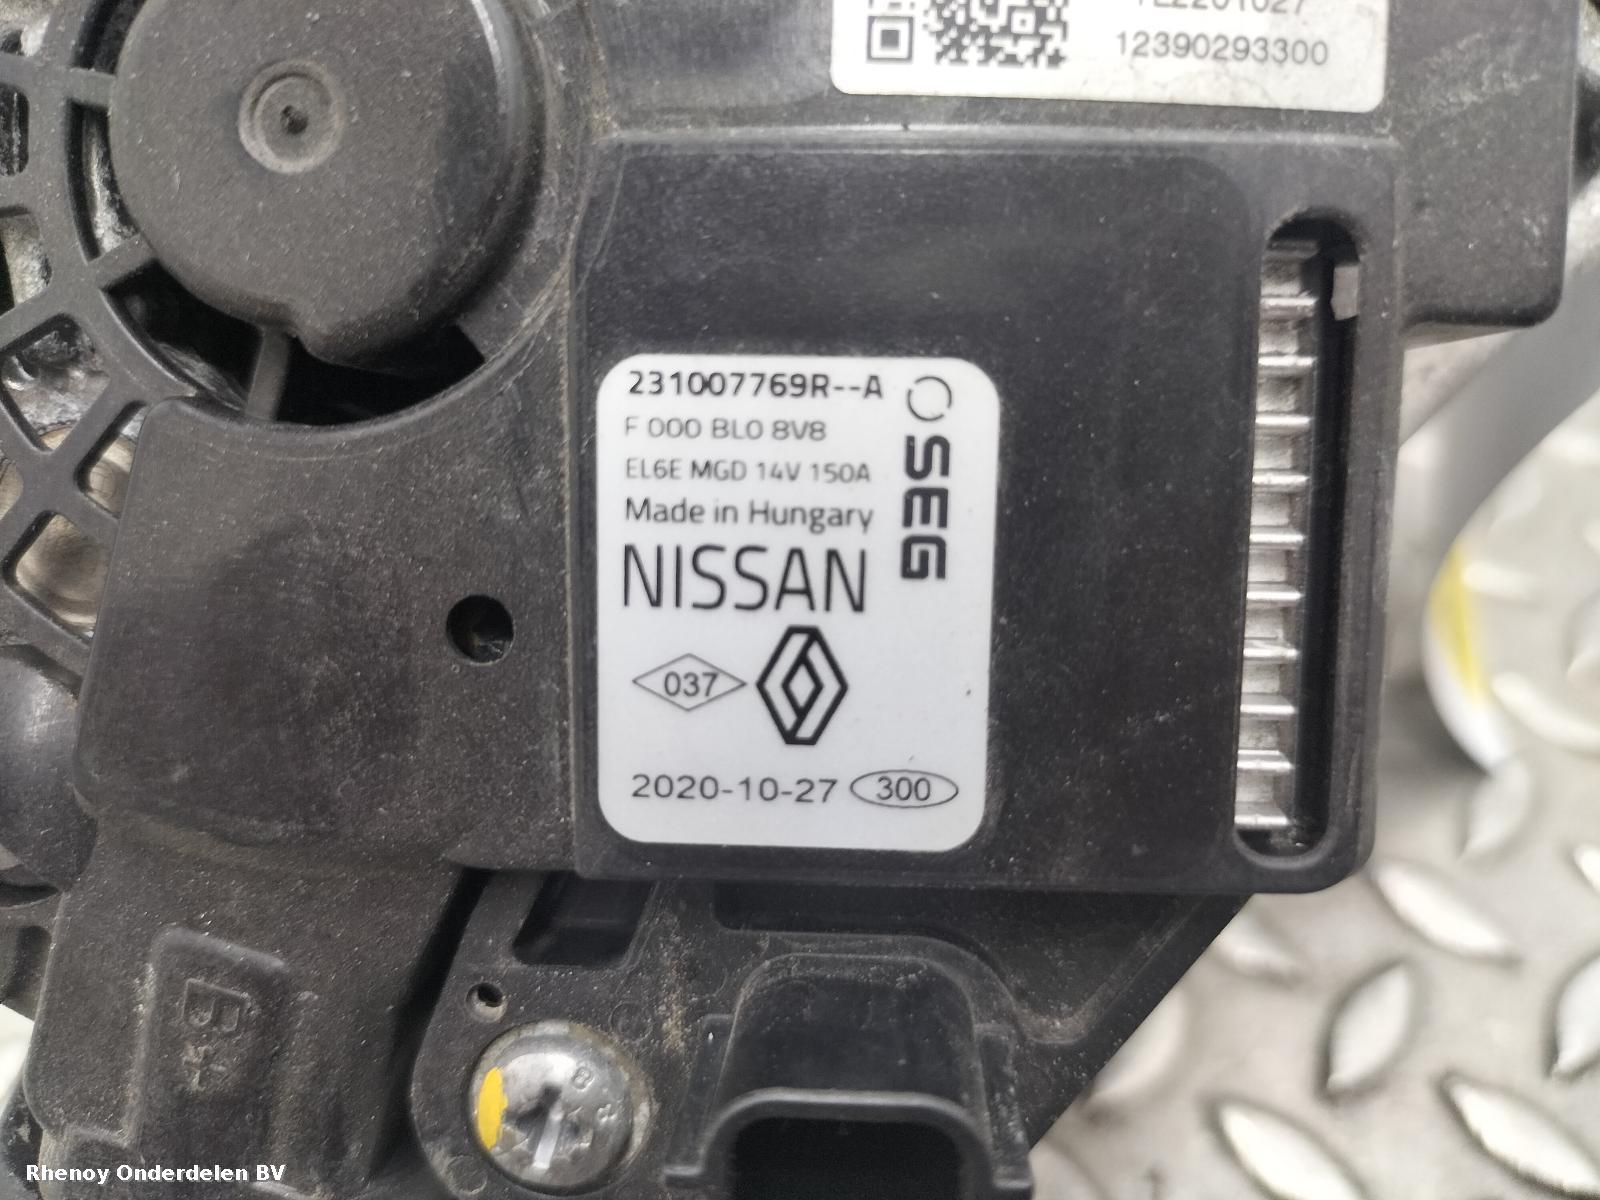 12390293300
231007769R--A
F 000 BL0 8V8
EL6E MGD 14V 150A
Made in Hungary
NISSAN
SEG
037
2020-10-27 300
B+
Rhenoy Onderdelen BV